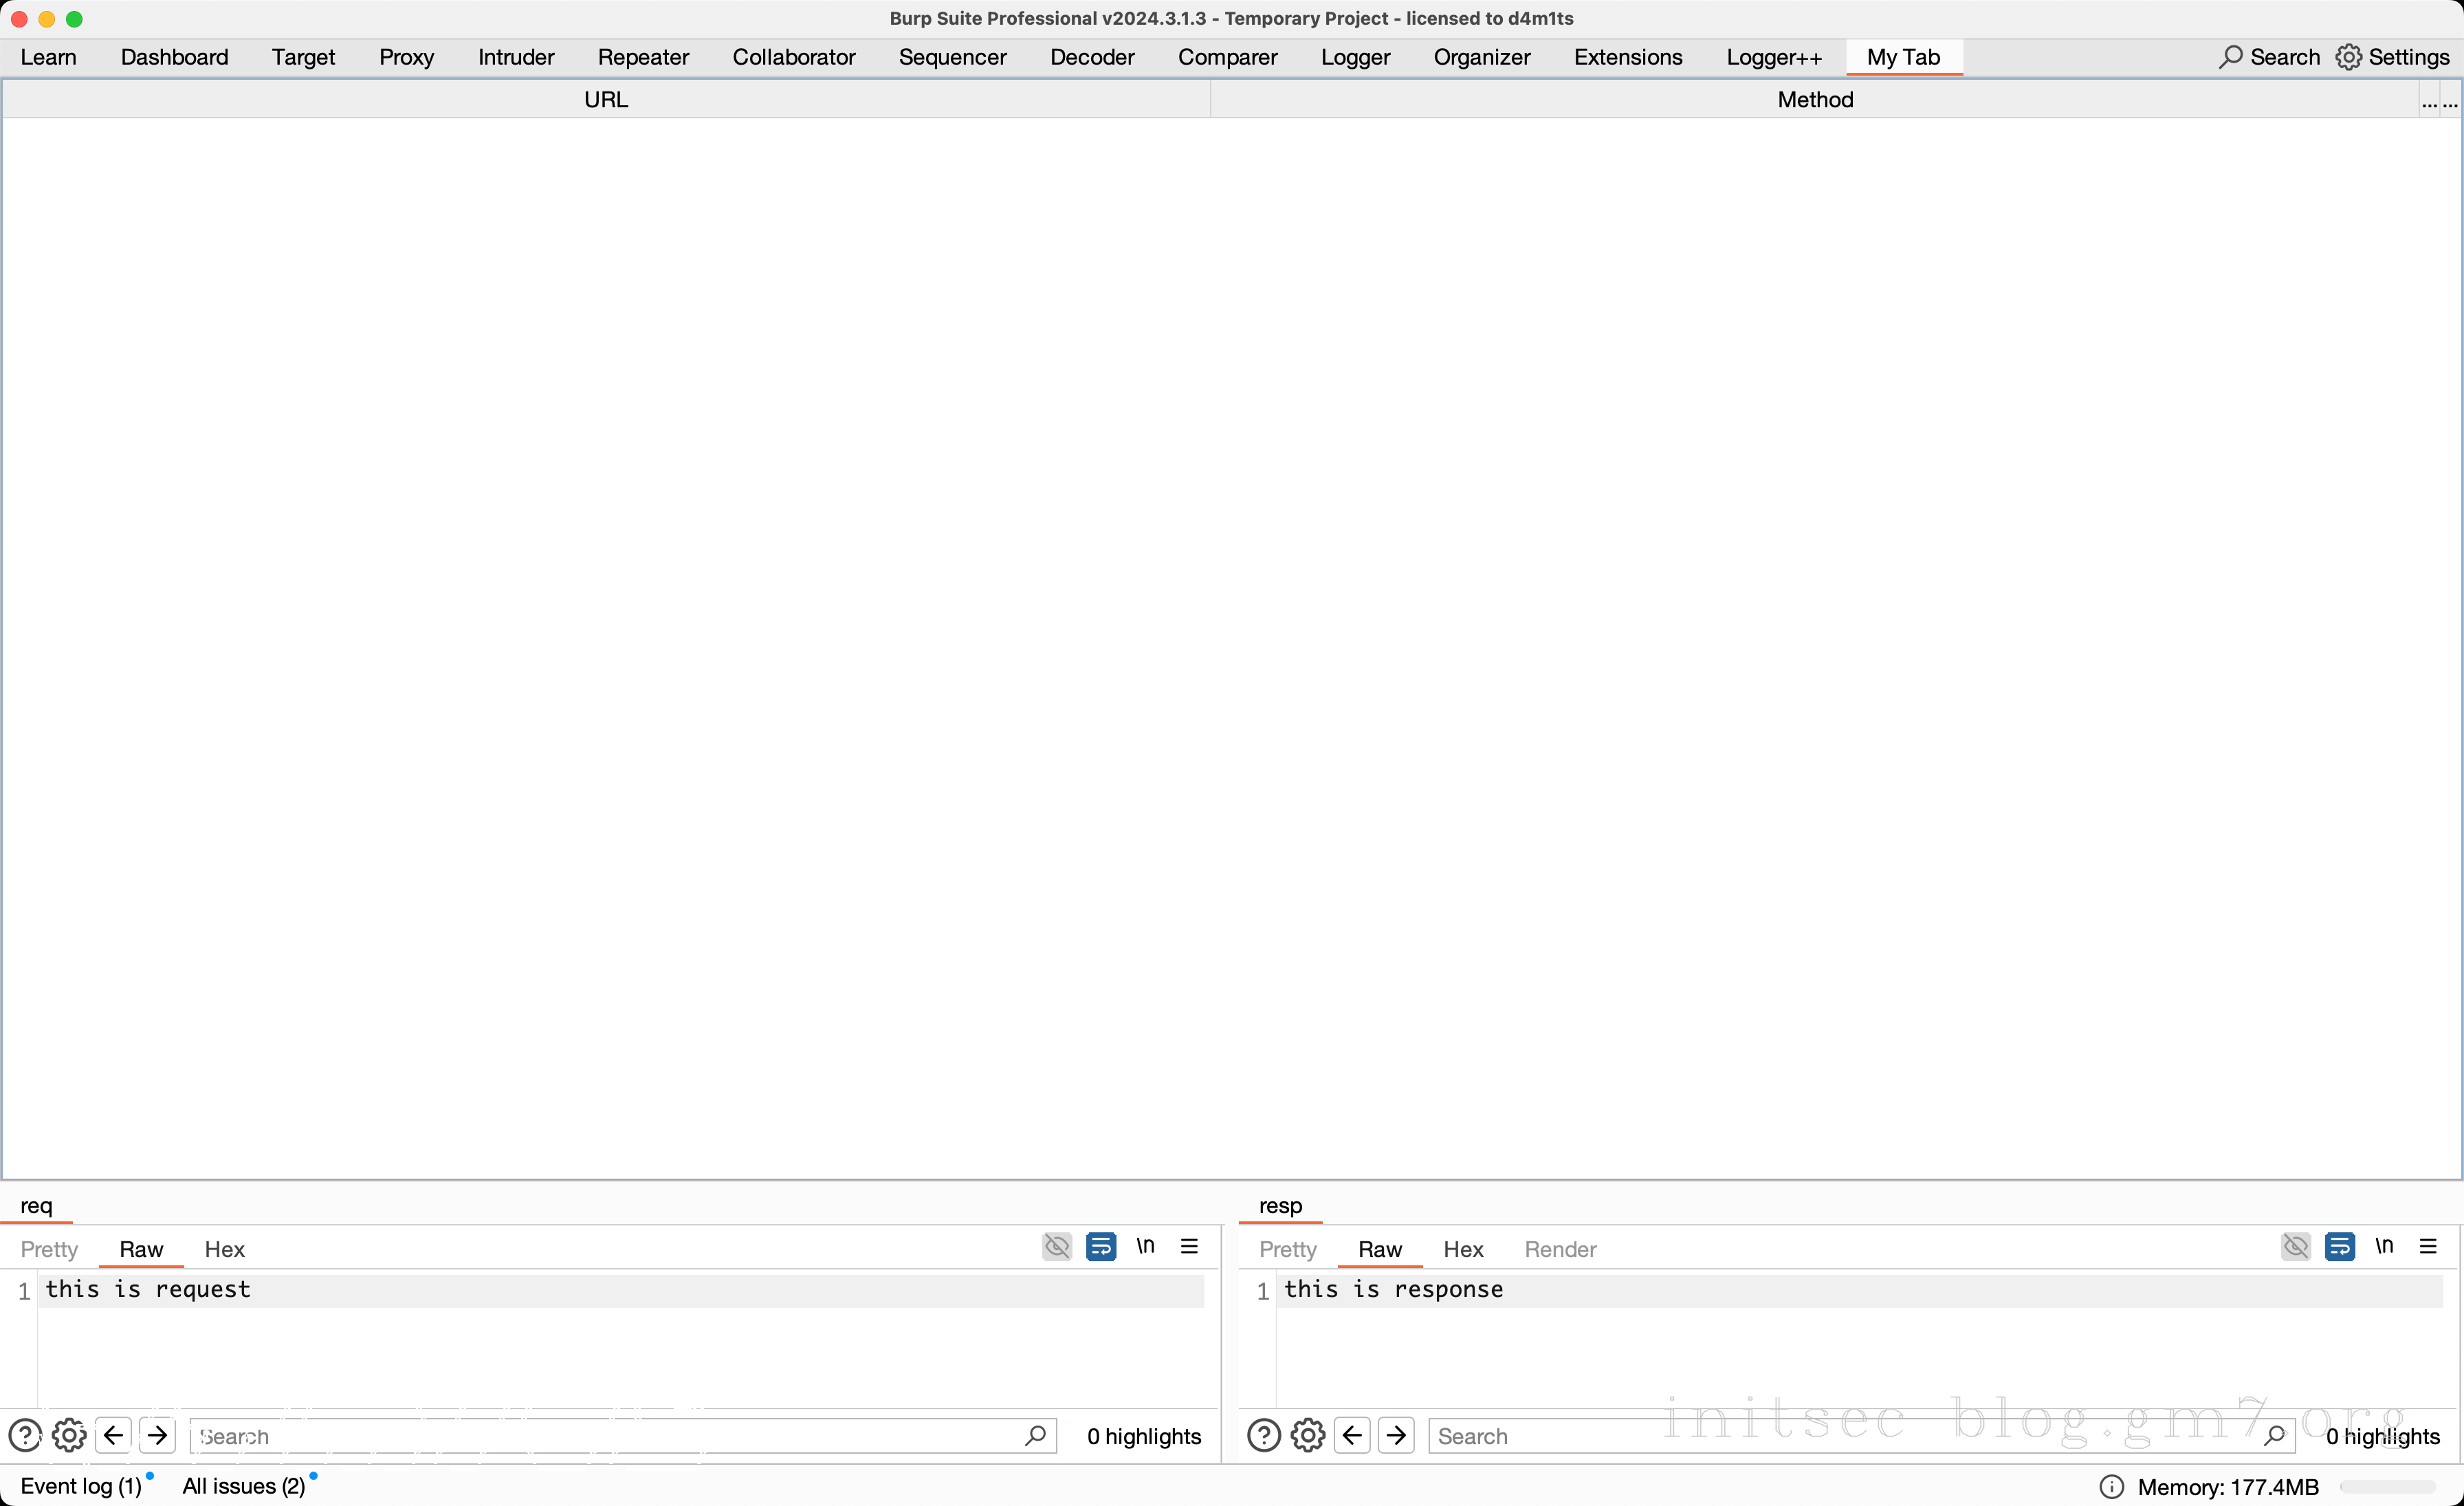 Burp Suite Professional v2024.3.1.3 - Temporary Project - licensed to d4m1ts
Learn Dashboard Target Proxy Intruder Repeater Collaborator Sequencer Decoder Comparer Logger Organizer Extensions Logger++ My Tab Search Settings
URL Method ... ...
req
Pretty Raw Hex \n
1 this is request
Search 0 highlights
resp
Pretty Raw Hex Render \n
1 this is response
Search 0 highlights
initsec blog.gm7.org
Event log (1) All issues (2) Memory: 177.4MB